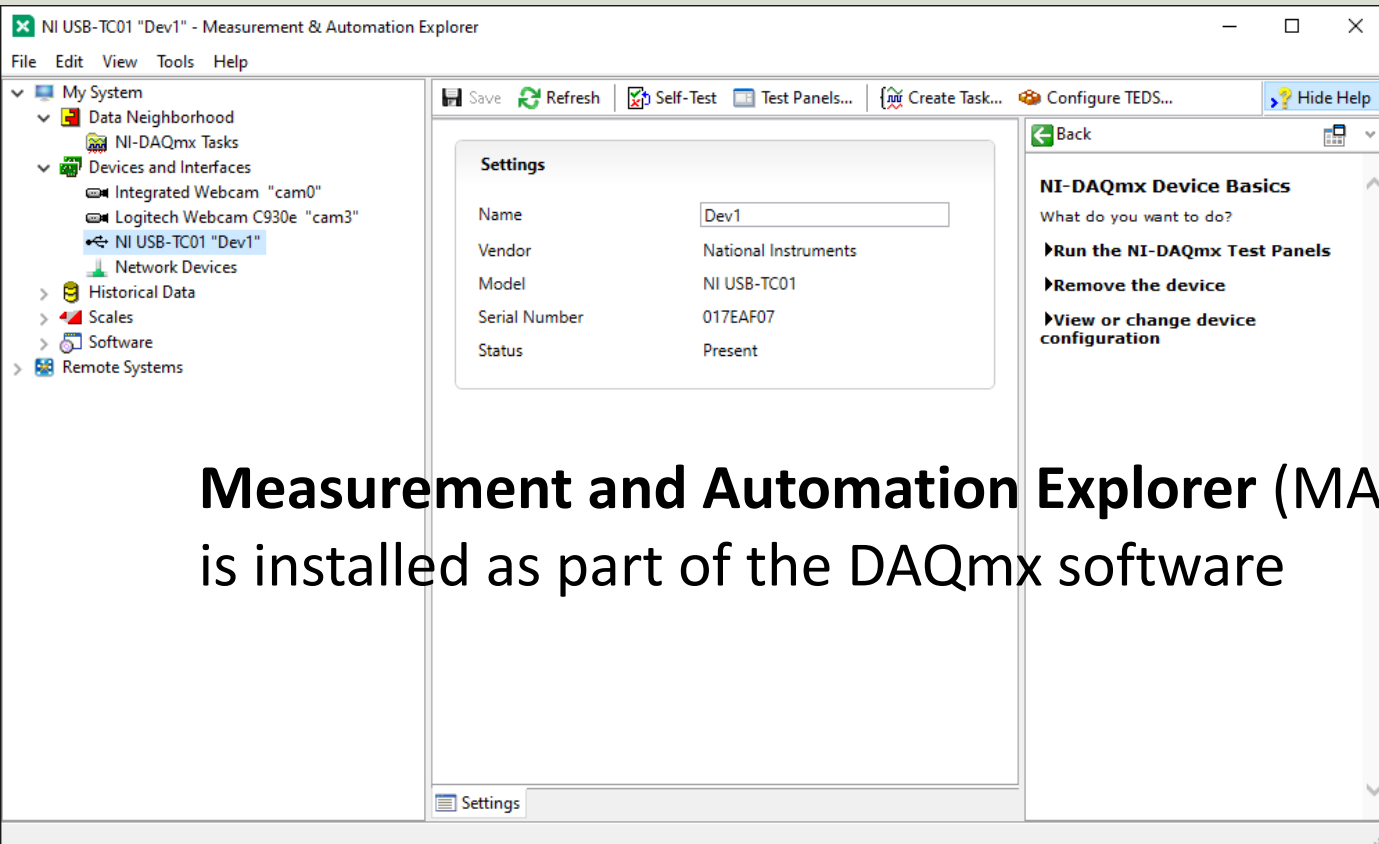 NI USB-TC01 "Dev1" - Measurement & Automation Explorer
File Edit View Tools Help
My System
Data Neighborhood
NI-DAQmx Tasks
Devices and Interfaces
Integrated Webcam "cam0"
Logitech Webcam C930e "cam3"
NI USB-TC01 "Dev1"
Network Devices
Historical Data
Scales
Software
Remote Systems
Save Refresh Self-Test Test Panels... Create Task... Configure TEDS... Hide Help
Settings
Name Dev1
Vendor National Instruments
Model NI USB-TC01
Serial Number 017EAF07
Status Present
Back
NI-DAQmx Device Basics
What do you want to do?
Run the NI-DAQmx Test Panels
Remove the device
View or change device
configuration
Measurement and Automation Explorer (MA
is installed as part of the DAQmx software
Settings